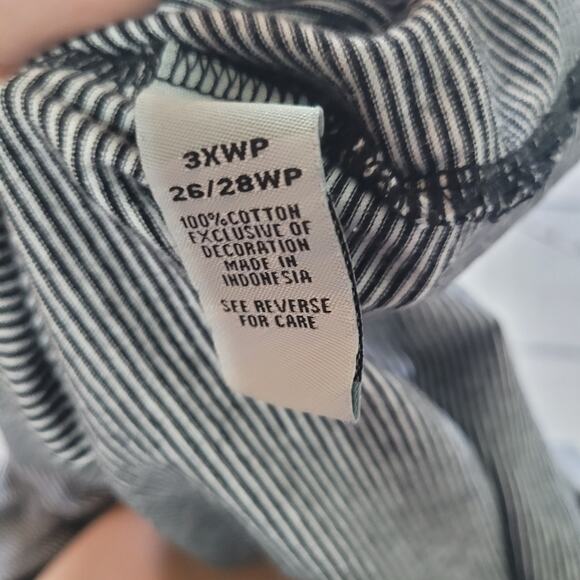 3XWP
26/28WP
100%COTTON
EXCLUSIVE OF
DECORATION
MADE IN
INDONESIA
SEE REVERSE
FOR CARE